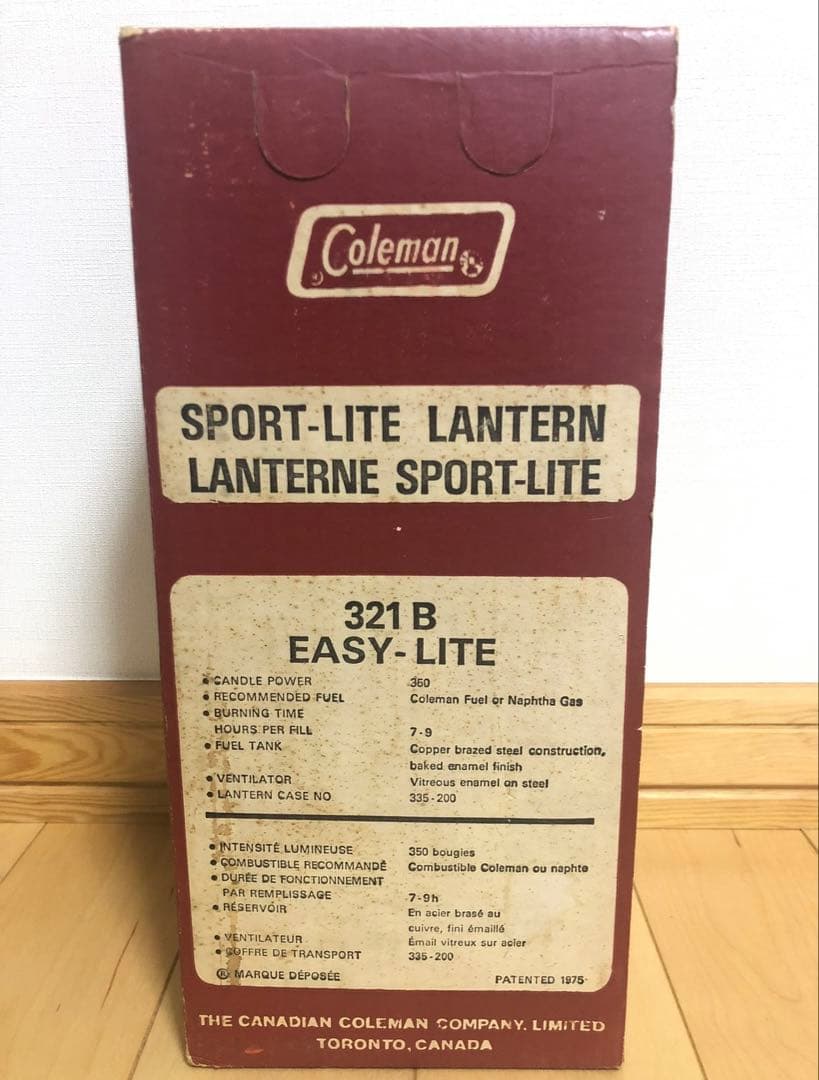 Coleman
SPORT-LITE LANTERN
LANTERNE SPORT-LITE
321 B
EASY-LITE
• CANDLE POWER 360
• RECOMMENDED FUEL Coleman Fuel or Naphtha Gas
• BURNING TIME
HOURS PER FILL 7-9
• FUEL TANK Copper brazed steel construction,
baked enamel finish
• VENTILATOR Vitreous enamel on steel
• LANTERN CASE NO 335-200
• INTENSITÉ LUMINEUSE 350 bougies
• COMBUSTIBLE RECOMMANDÉ Combustible Coleman ou naphte
• DURÉE DE FONCTIONNEMENT
PAR REMPLISSAGE 7-9h
• RÉSERVOIR En acier brasé au
cuivre, fini émaillé
• VENTILATEUR Émail vitreux sur acier
• COFFRE DE TRANSPORT 335-200
® MARQUE DÉPOSÉE PATENTED 1975
THE CANADIAN COLEMAN COMPANY. LIMITED
TORONTO, CANADA